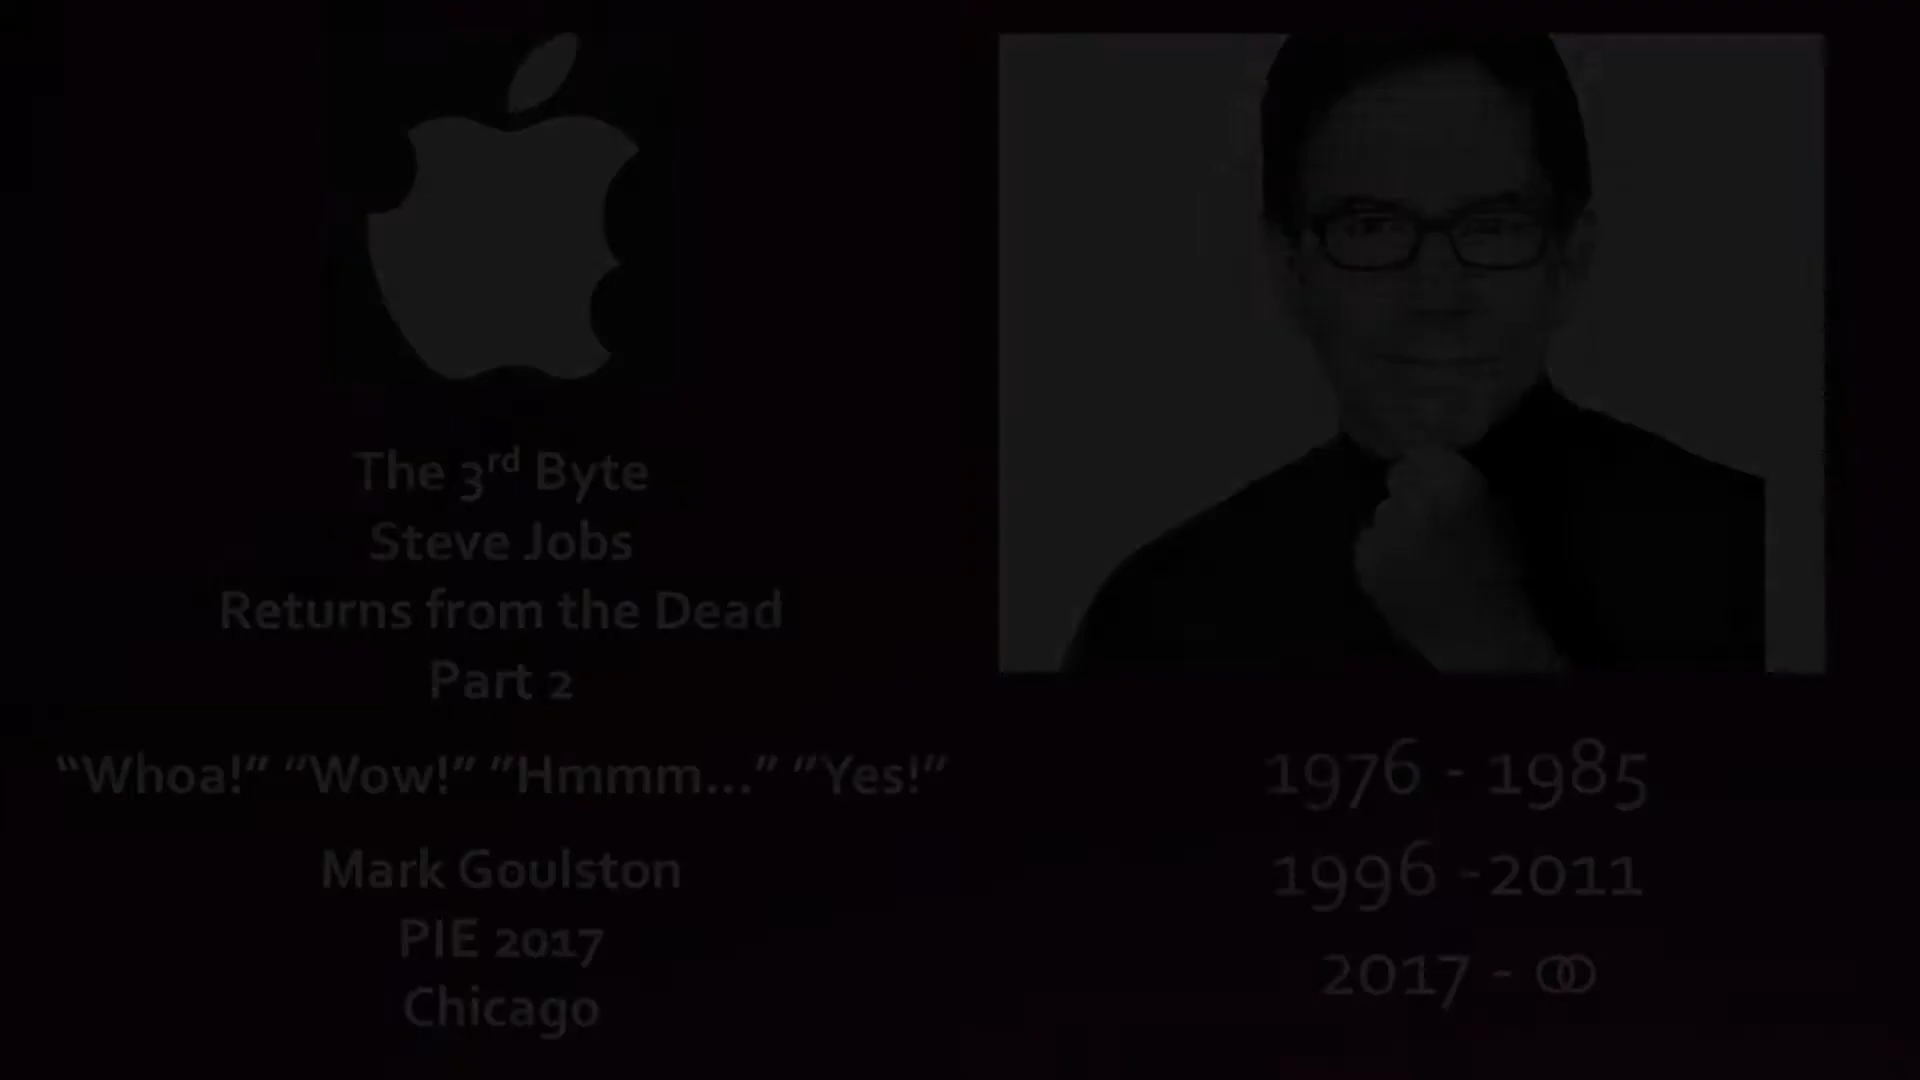 The 3rd Byte
Steve Jobs
Returns from the Dead
Part 2
“Whoa!” “Wow!” “Hmmm…” “Yes!”
Mark Goulston
PIE 2017
Chicago
1976 - 1985
1996 -2011
2017 - ꝏ